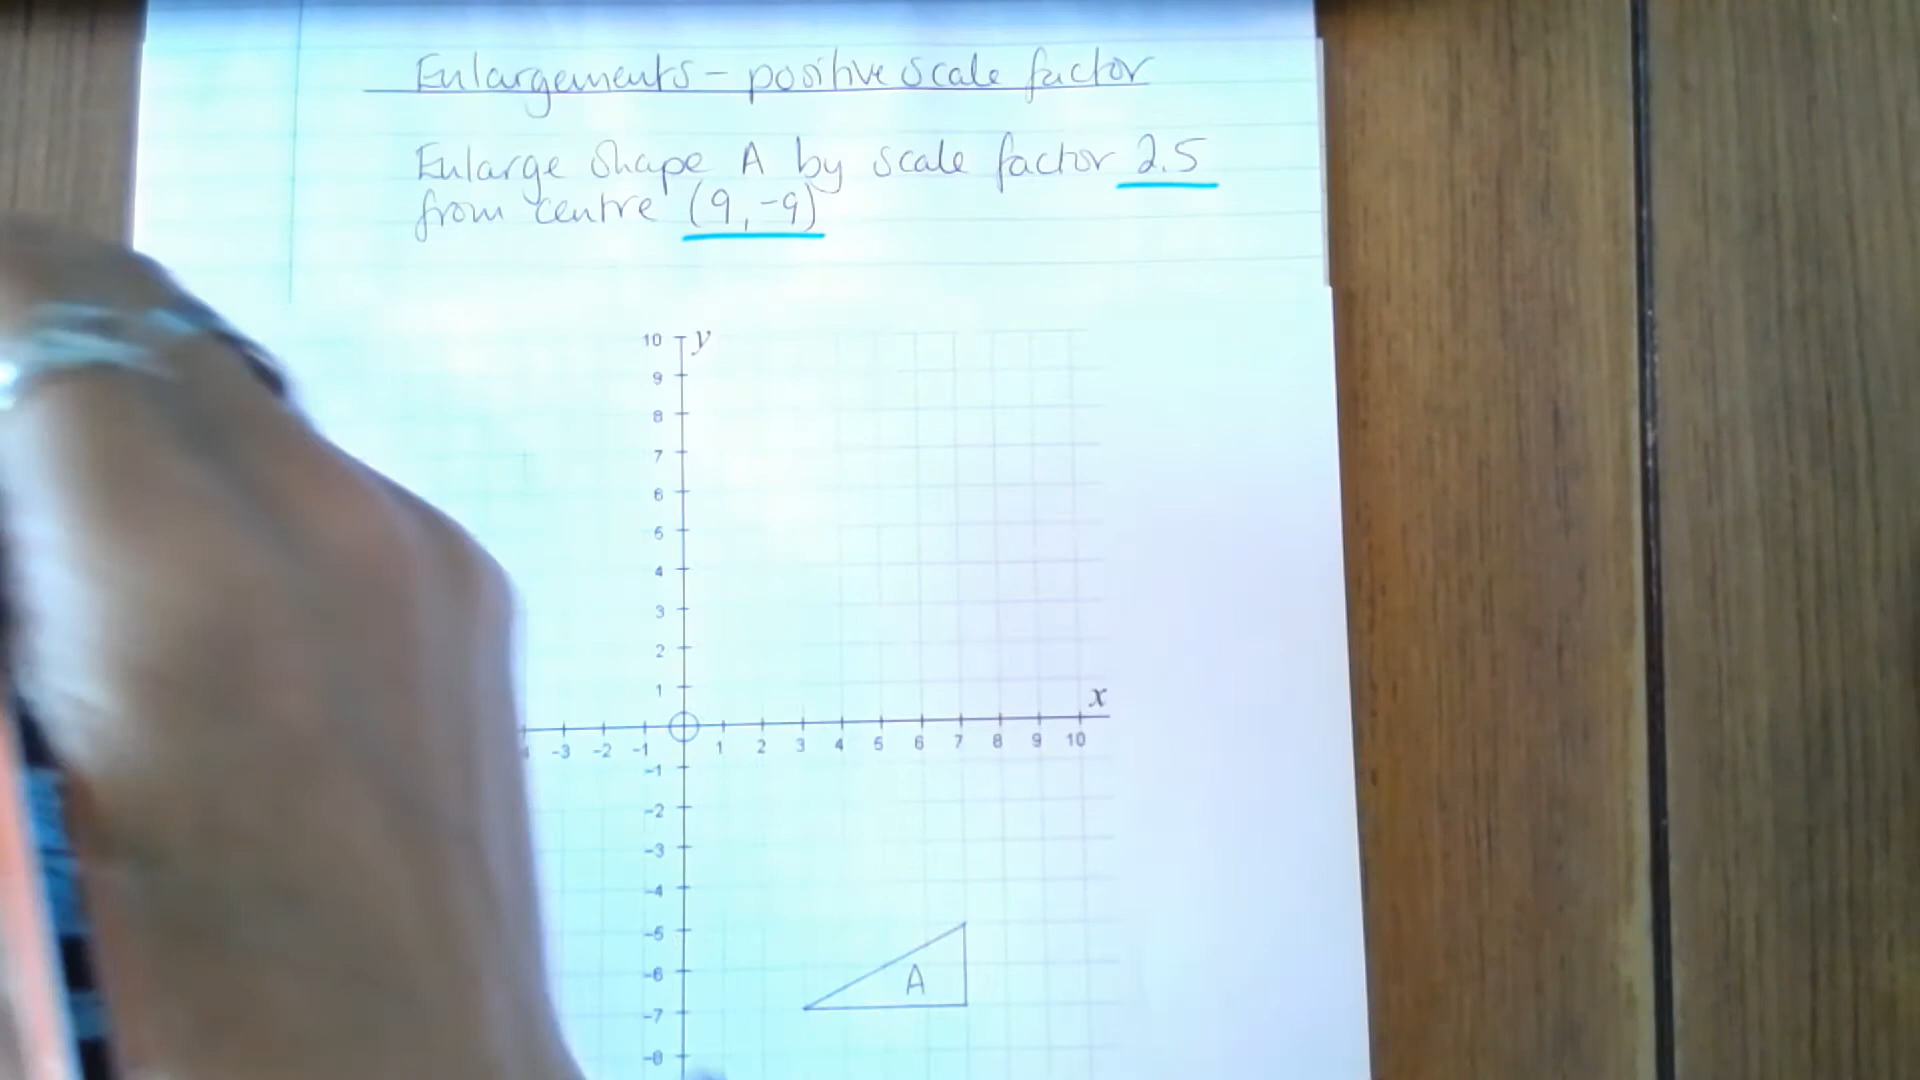 Enlargements - positive scale factor
Enlarge Shape A by scale factor 2.5
from centre (9,-9)
10 y
9
8
7
6
5
4
3
2
1
x
-3 -2 -1 1 2 3 4 5 6 7 8 9 10
-1
-2
-3
-4
-5
-6
A
-7
-8